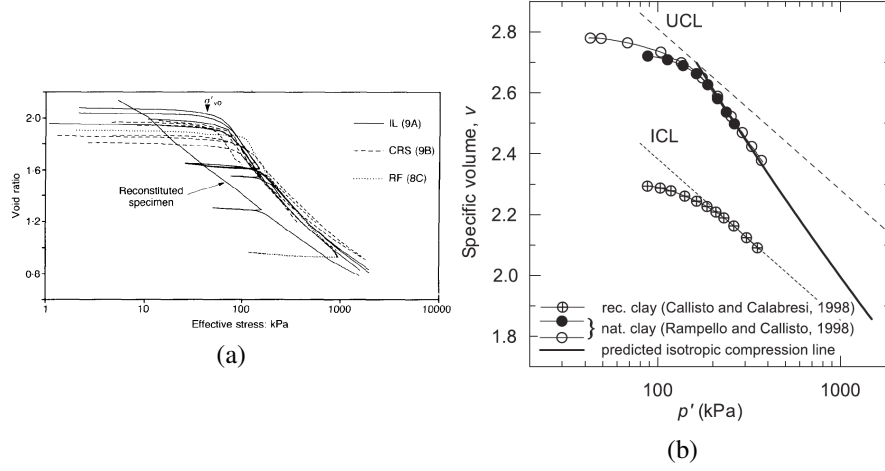 2·0
1·6
1·2
0·8
Void ratio
σ'vo
IL (9A)
CRS (9B)
RF (8C)
Reconstituted
specimen
1
10
100
1000
10000
Effective stress: kPa
(a)
2.8
2.6
2.4
2.2
2.0
1.8
Specific volume, v
UCL
ICL
rec. clay (Callisto and Calabresi, 1998)
nat. clay (Rampello and Callisto, 1998)
predicted isotropic compression line
100
1000
p' (kPa)
(b)